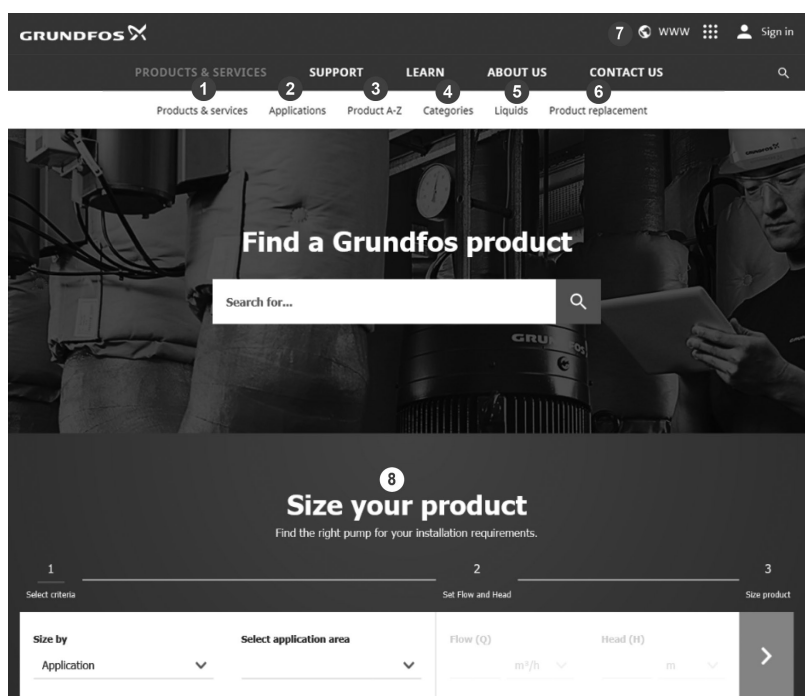 GRUNDFOS
7 WWW Sign in
PRODUCTS & SERVICES SUPPORT LEARN ABOUT US CONTACT US
1 2 3 4 5 6
Products & services Applications Product A-Z Categories Liquids Product replacement
GRUNDFOS
Find a Grundfos product
Search for...
8
Size your product
Find the right pump for your installation requirements.
1 2 3
Select criteria Set Flow and Head Size product
Size by Select application area Flow (Q) Head (H)
Application m³/h m